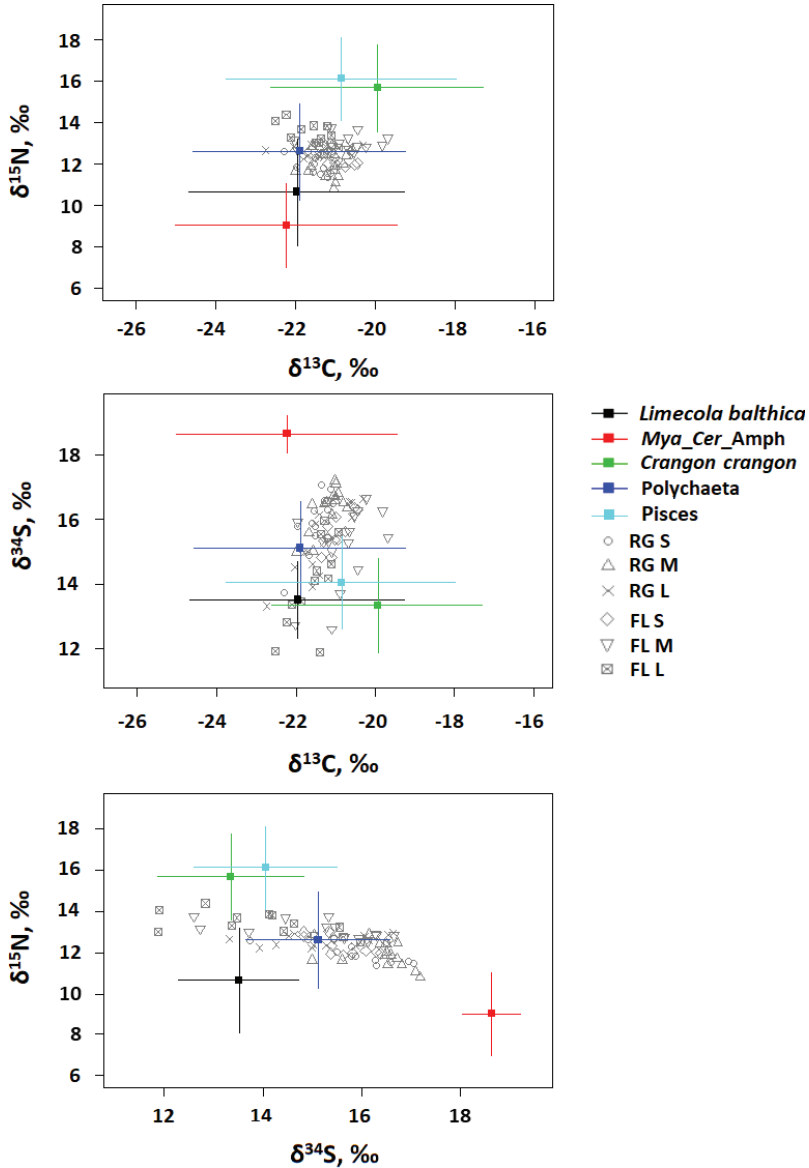 18
16
14
12
10
8
6
δ15N, ‰
-26 -24 -22 -20 -18 -16
δ13C, ‰
18
16
14
12
δ34S, ‰
-26 -24 -22 -20 -18 -16
δ13C, ‰
Limecola balthica
Mya_Cer_Amph
Crangon crangon
Polychaeta
Pisces
RG S
RG M
RG L
FL S
FL M
FL L
18
16
14
12
10
8
6
δ15N, ‰
12 14 16 18
δ34S, ‰